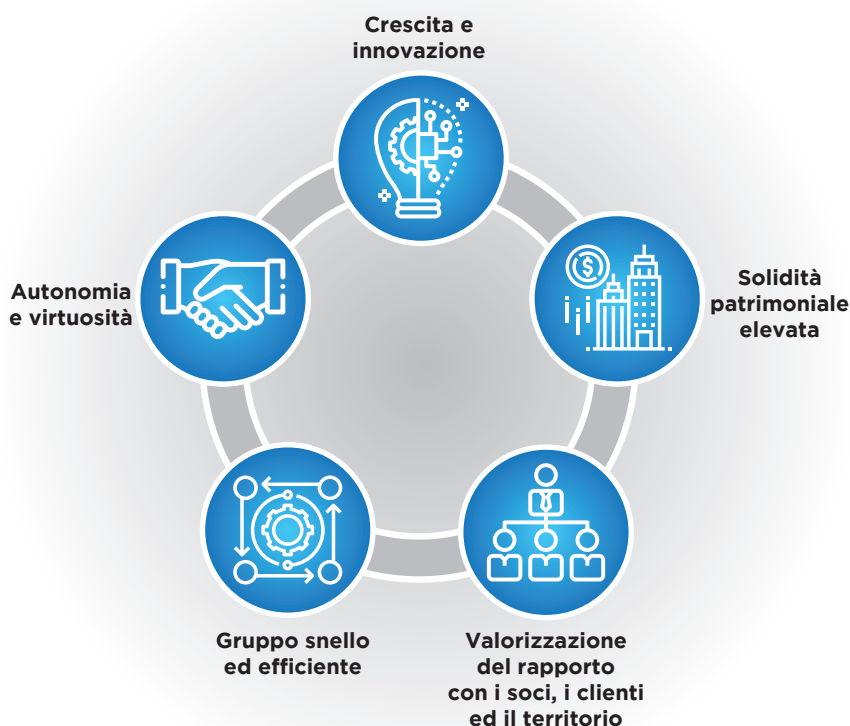 Crescita e
innovazione
Autonomia
e virtuosità
Solidità
patrimoniale
elevata
$
Gruppo snello
ed efficiente
Valorizzazione
del rapporto
con i soci, i clienti
ed il territorio